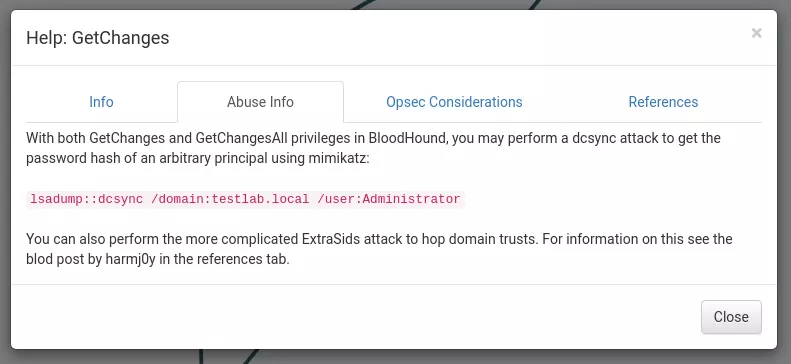 Help: GetChanges
×
Info
Abuse Info
Opsec Considerations
References
With both GetChanges and GetChangesAll privileges in BloodHound, you may perform a dcsync attack to get the
password hash of an arbitrary principal using mimikatz:
lsadump::dcsync /domain:testlab.local /user:Administrator
You can also perform the more complicated ExtraSids attack to hop domain trusts. For information on this see the
blod post by harmj0y in the references tab.
Close